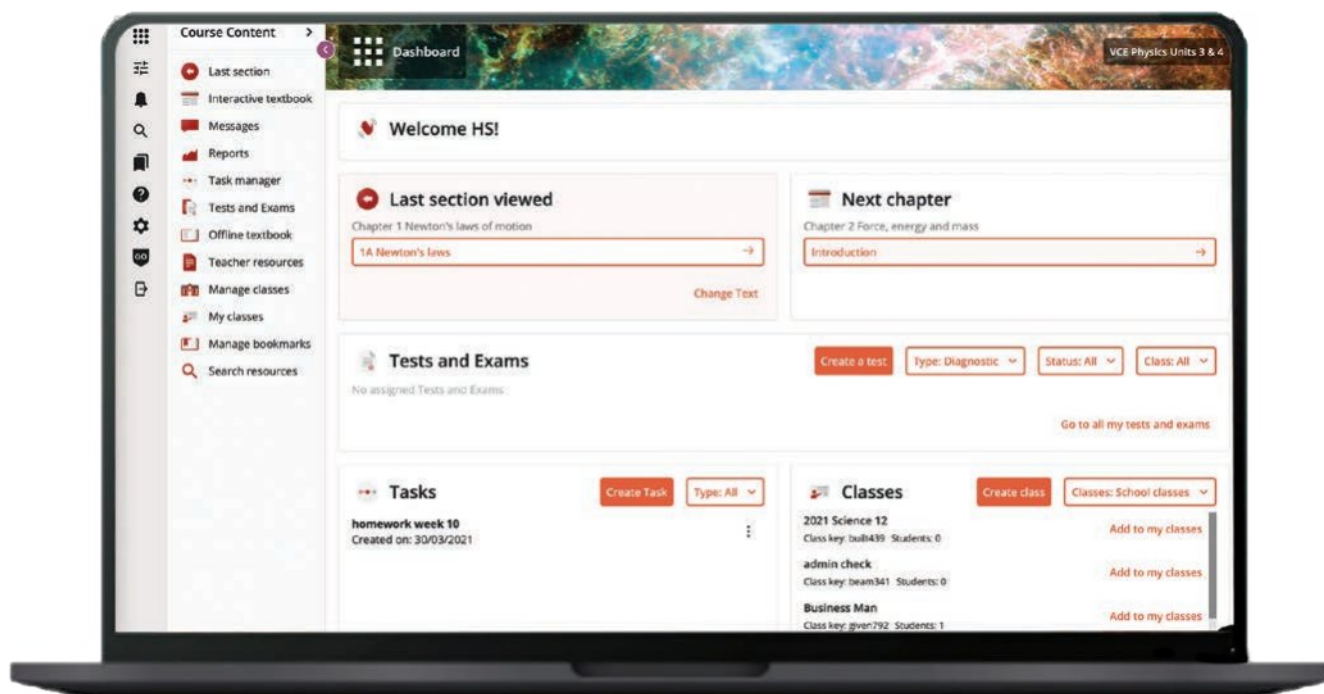 Course Content >
Last section
Interactive textbook
Messages
Reports
Task manager
Tests and Exams
Offline textbook
Teacher resources
Manage classes
My classes
Manage bookmarks
Search resources
Dashboard
VCE Physics Units 3 & 4
Welcome HS!
Last section viewed
Chapter 1 Newton's laws of motion
1A Newton's laws →
Change Text
Next chapter
Chapter 2 Force, energy and mass
Introduction →
Tests and Exams
Create a test Type: Diagnostic Status: All Class: All
No assigned Tests and Exams
Go to all my tests and exams
Tasks
Create Task Type: All
homework week 10
Created on: 30/03/2021
Classes
Create class Classes: School classes
2021 Science 12
Class key: built439 Students: 0
Add to my classes
admin check
Class key: beam341 Students: 0
Add to my classes
Business Man
Class key: given792 Students: 1
Add to my classes